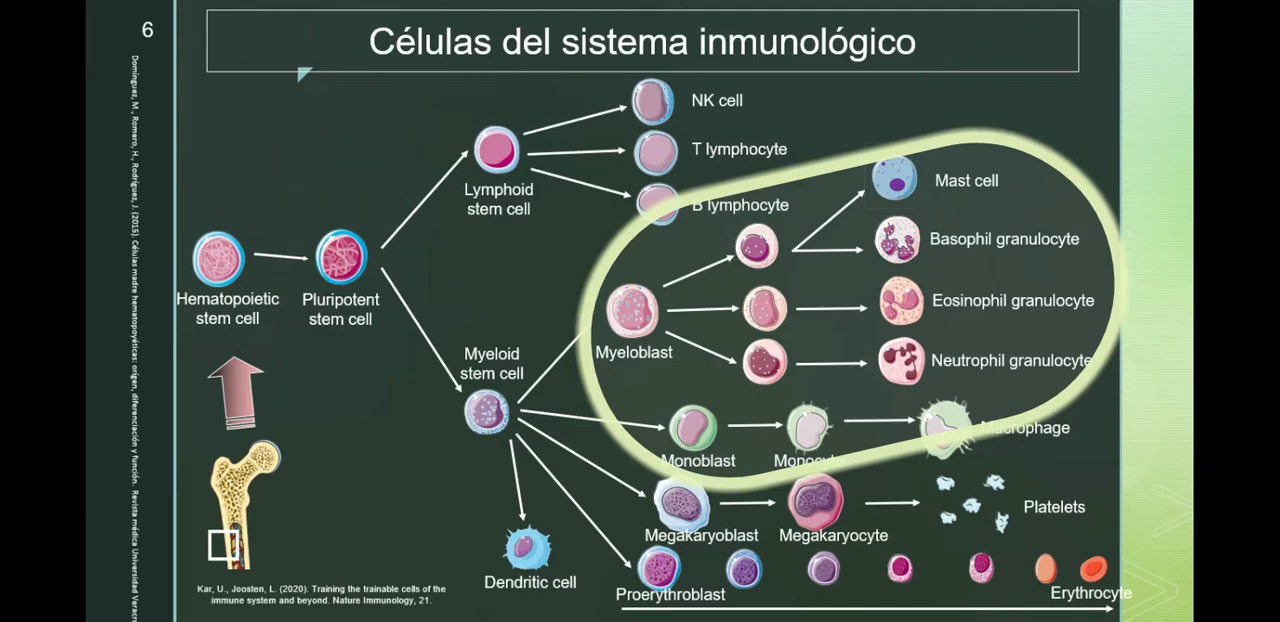 6
Células del sistema inmunológico
Domínguez, M., Romero, H., Rodríguez, J. (2015). Células madre hematopoyéticas: origen, diferenciación y función. Revista médica Universidad
NK cell
T lymphocyte
B lymphocyte
Lymphoid
stem cell
Mast cell
Basophil granulocyte
Eosinophil granulocyte
Neutrophil granulocyte
Hematopoietic
stem cell
Pluripotent
stem cell
Myeloblast
Myeloid
stem cell
Monoblast
Macrophage
Megakaryoblast
Megakaryocyte
Platelets
Dendritic cell
Proerythroblast
Erythrocyte
Kar, U., Joosten, L. (2020). Training the trainable cells of the
immune system and beyond. Nature Immunology, 21.